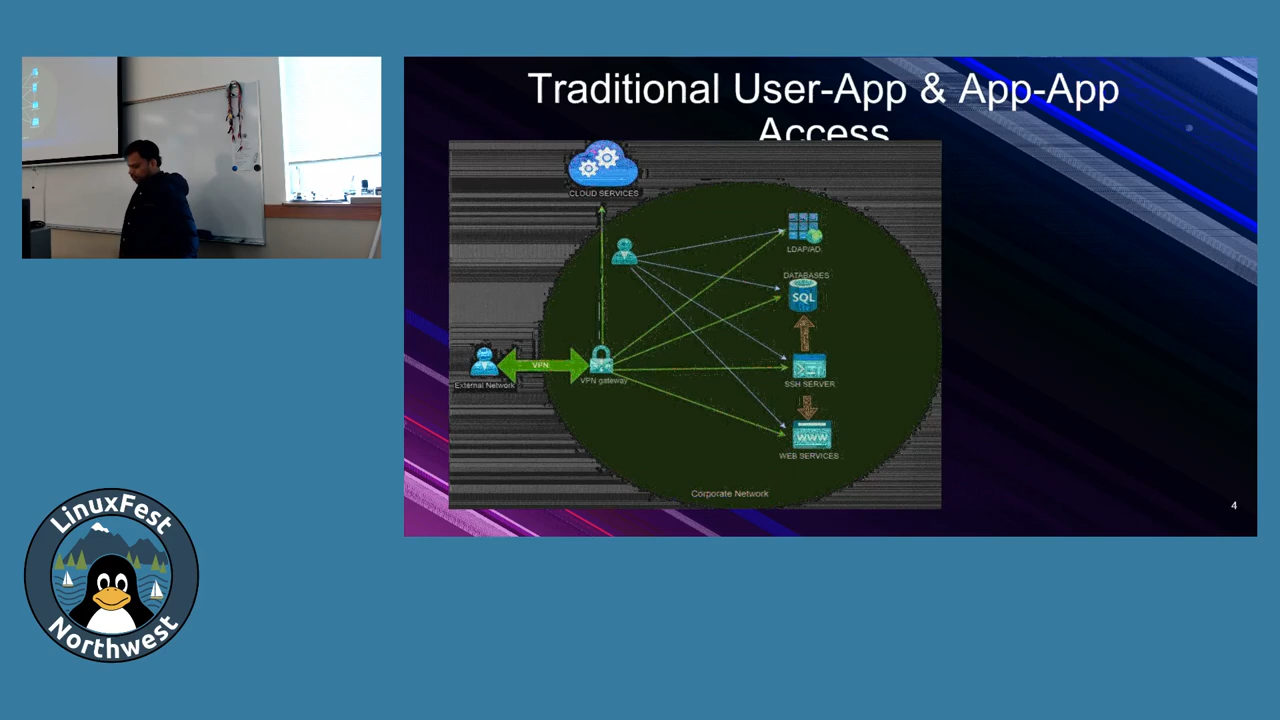 Traditional User-App & App-App
Access
CLOUD SERVICES
LDAP/AD
DATABASES
SQL
VPN
External Network
VPN gateway
SSH SERVER
WWW
WEB SERVICES
Corporate Network
4
LinuxFest
Northwest